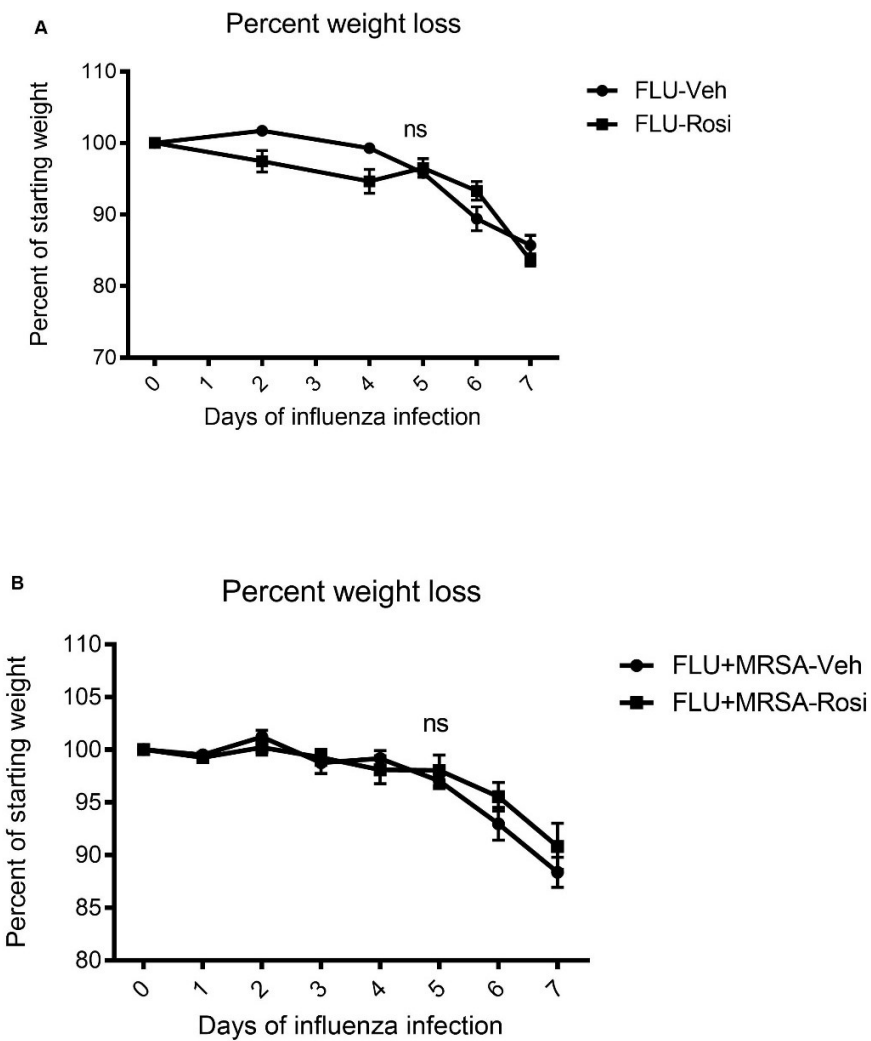 A
Percent weight loss
110
100
90
80
70
Percent of starting weight
ns
FLU-Veh
FLU-Rosi
0 1 2 3 4 5 6 7
Days of influenza infection
B
Percent weight loss
110
105
100
95
90
85
80
Percent of starting weight
ns
FLU+MRSA-Veh
FLU+MRSA-Rosi
0 1 2 3 4 5 6 7
Days of influenza infection